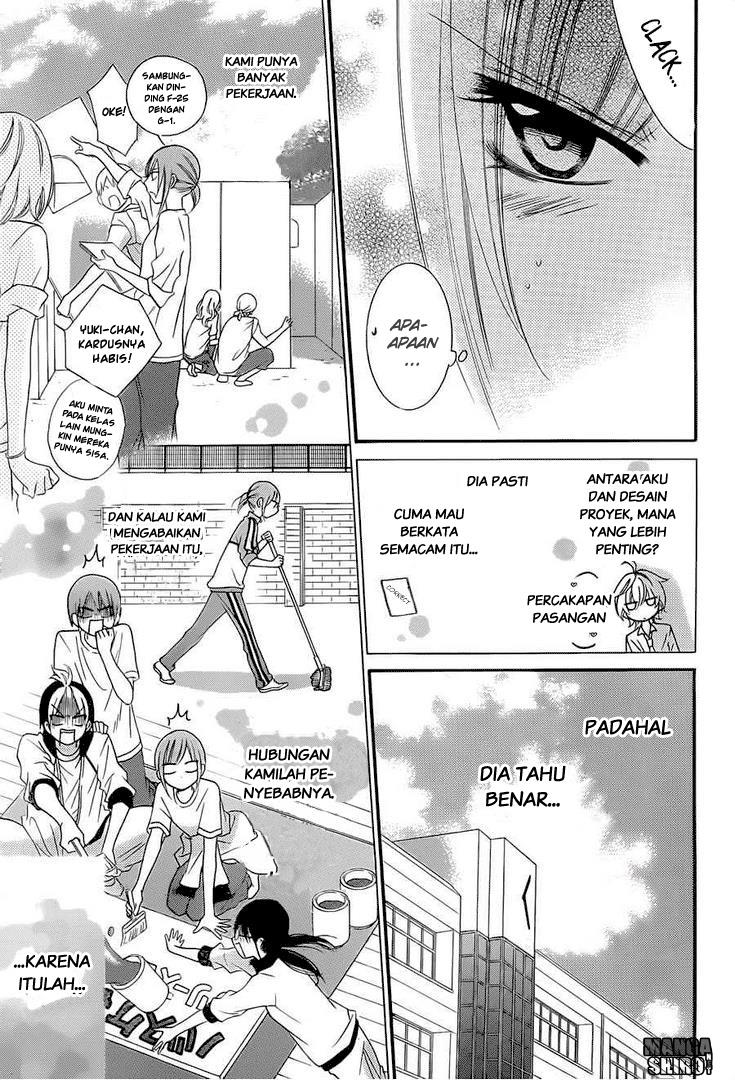 CLACK...
APA-
APAAN
...
ANTARA AKU
DAN DESAIN
PROYEK, MANA
YANG LEBIH
PENTING?
DIA PASTI
CUMA MAU
BERKATA
SEMACAM ITU...
CORRECT
PERCAKAPAN
PASANGAN
PADAHAL
DIA TAHU
BENAR...
KAMI PUNYA
BANYAK
PEKERJAAN.
SAMBUNG-
KAN DIN-
DING F-25
DENGAN
G-1.
OKE!
YUKI-CHAN,
KARDUSNYA
HABIS!
AKU MINTA
PADA KELAS
LAIN MUNG-
KIN MEREKA
PUNYA SISA.
DAN KALAU KAMI
MENGABAIKAN
PEKERJAAN ITU,
HUBUNGAN
KAMILAH PE-
NYEBABNYA.
...KARENA
ITULAH...
MANGA
SHIRO!